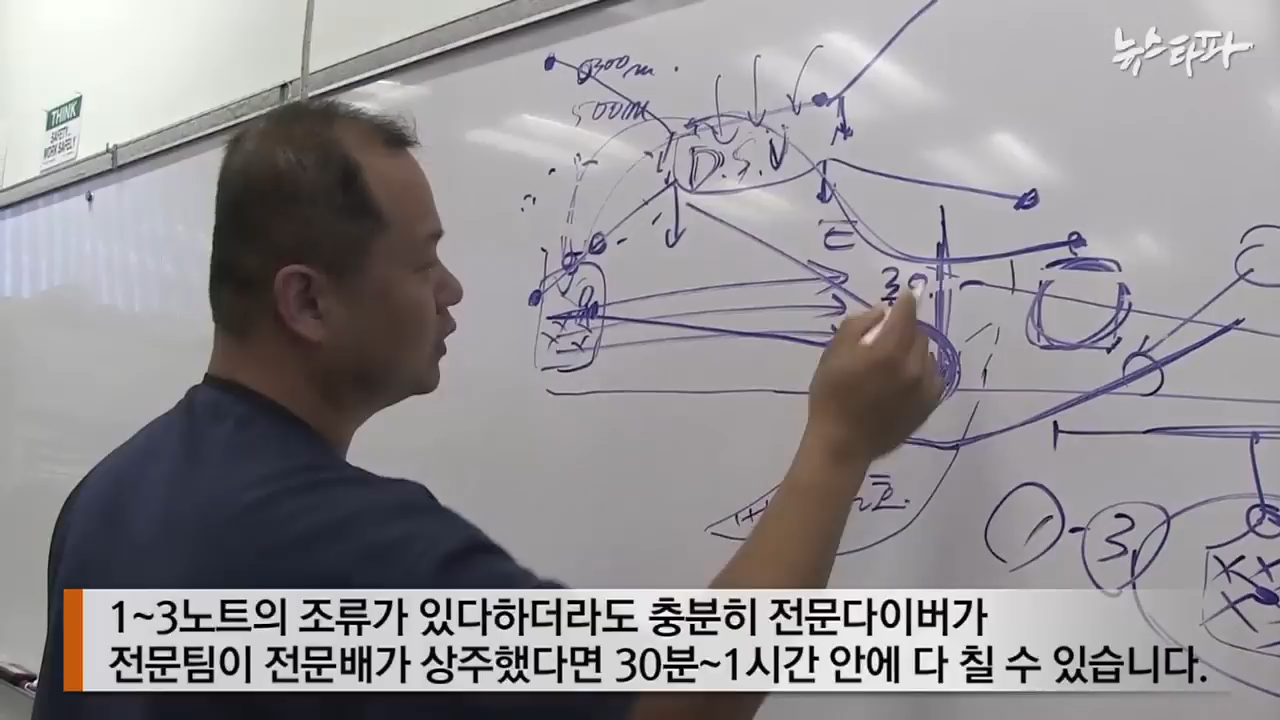 뉴스타파
THINK
SAFETY...
WORK SAFELY
300m.
500m
D.S.
E
30
1 - 3
1~3노트의 조류가 있다하더라도 충분히 전문다이버가
전문팀이 전문배가 상주했다면 30분~1시간 안에 다 칠 수 있습니다.